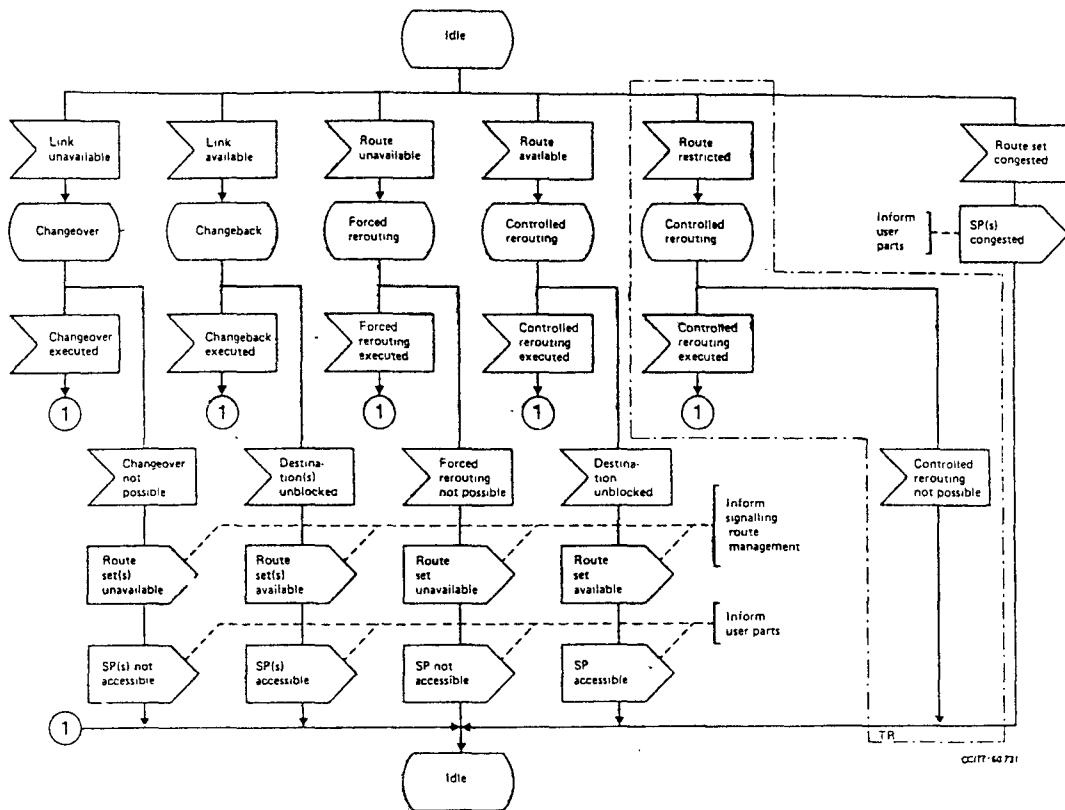 Idle
Link
unavailable
Link
available
Route
unavailable
Route
available
Route
restricted
Route set
congested
Changeover
Changeback
Forced
rerouting
Controlled
rerouting
Controlled
rerouting
Inform
user
parts
SP(s)
congested
Changeover
executed
Changeback
executed
Forced
rerouting
executed
Controlled
rerouting
executed
Controlled
rerouting
executed
1
1
1
1
1
Changeover
not
possible
Destination(s)
unblocked
Forced
rerouting
not possible
Destina-
tion
unblocked
Controlled
rerouting
not possible
Inform
signalling
route
management
Route
set(s)
unavailable
Route
set(s)
available
Route
set
unavailable
Route
set
available
Inform
user parts
SP(s) not
accessible
SP(s)
accessible
SP not
accessible
SP
accessible
1
TR
Idle